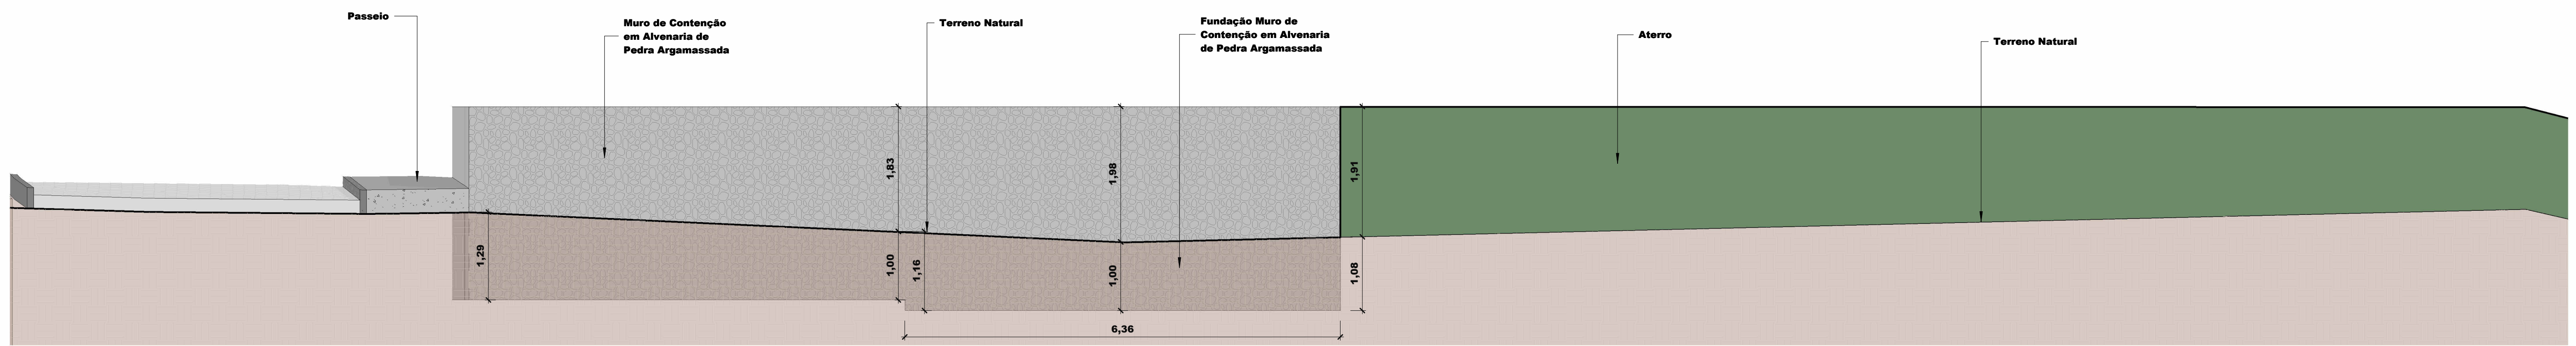 Passeio
Muro de Contenção
em Alvenaria de
Pedra Argamassada
Terreno Natural
Fundação Muro de
Contenção em Alvenaria
de Pedra Argamassada
Aterro
Terreno Natural
1,83
1,98
1,91
1,29
1,00
1,16
1,00
1,08
6,36